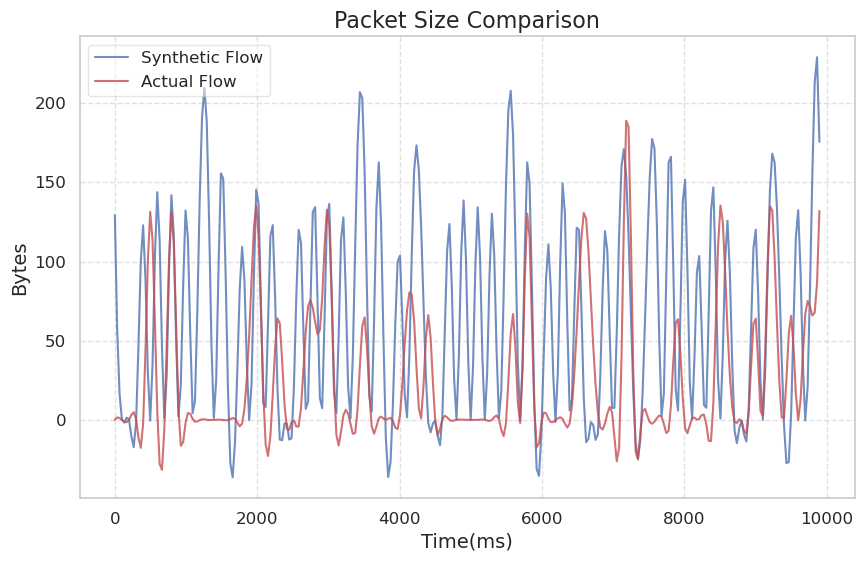 Packet Size Comparison
Synthetic Flow
Actual Flow
Bytes
200
150
100
50
0
0 2000 4000 6000 8000 10000
Time(ms)